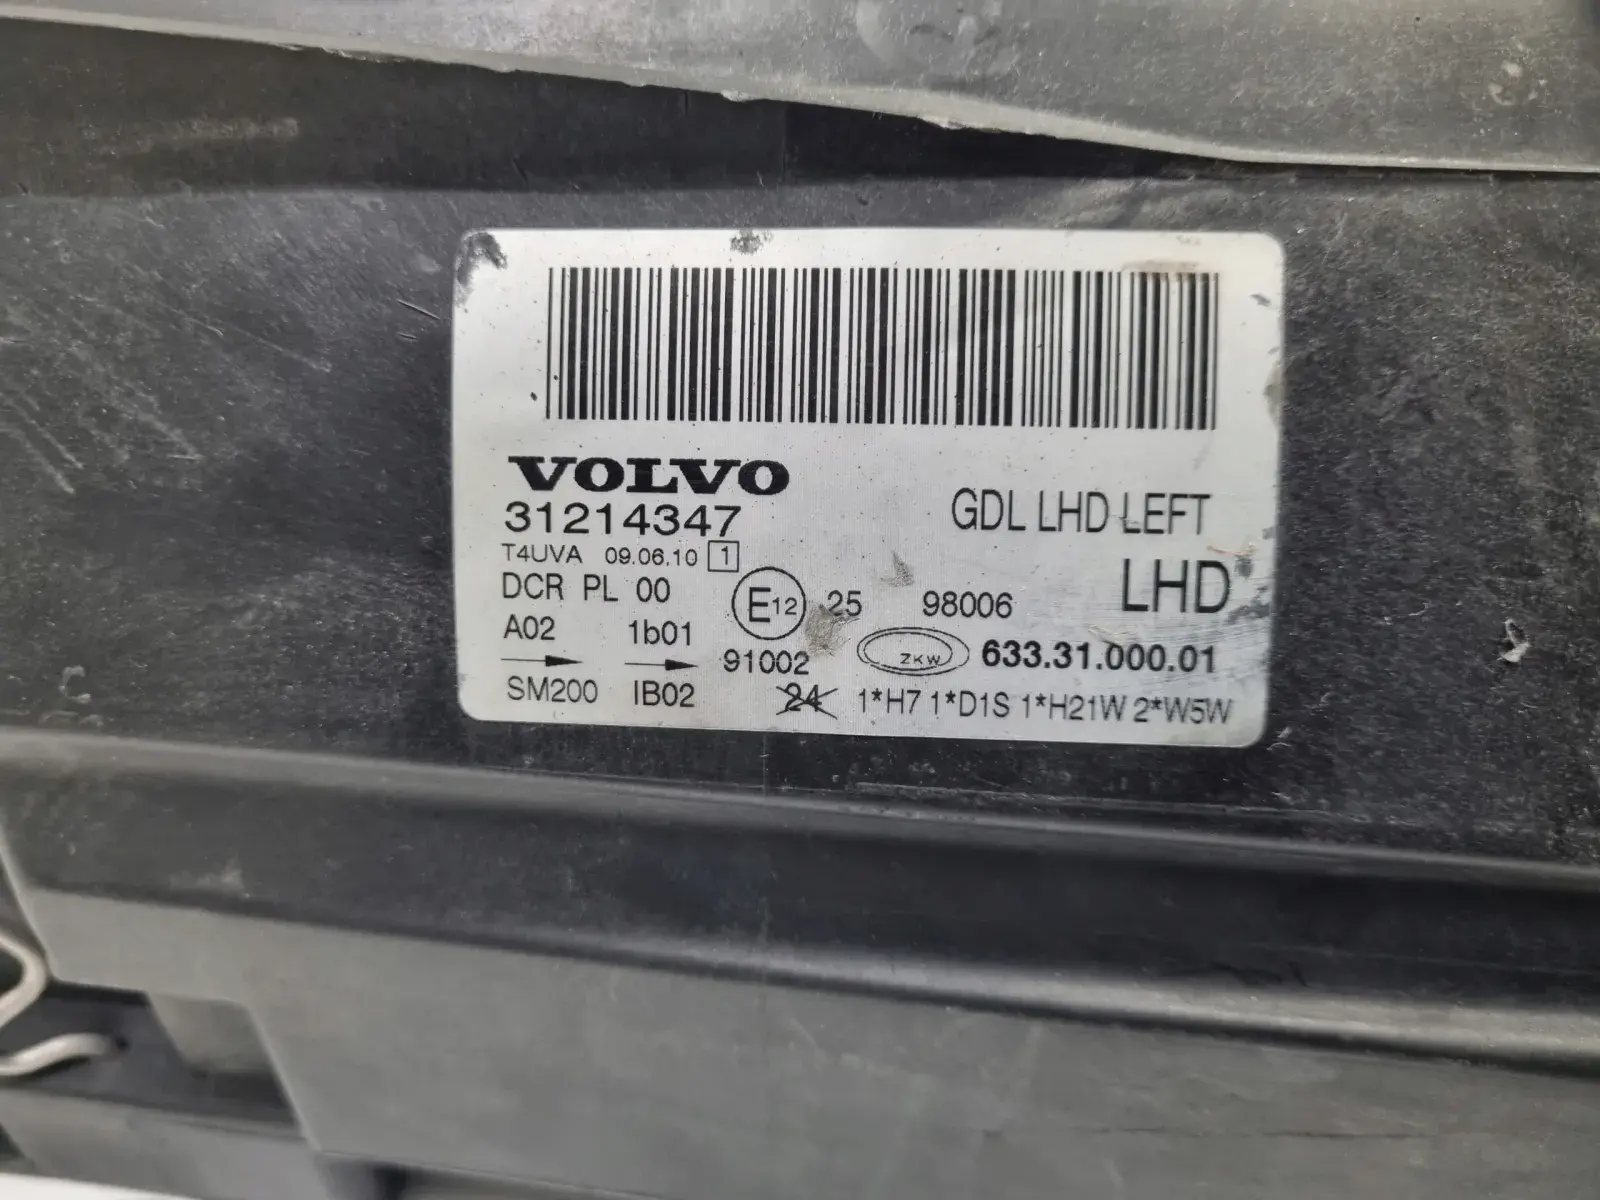 VOLVO
31214347
GDL LHD LEFT
T4UVA 09.06.10 1
DCR PL 00
E12 25 98006 LHD
A02 1b01
91002 ZKW 633.31.000.01
SM200 IB02
24 1*H7 1*D1S 1*H21W 2*W5W